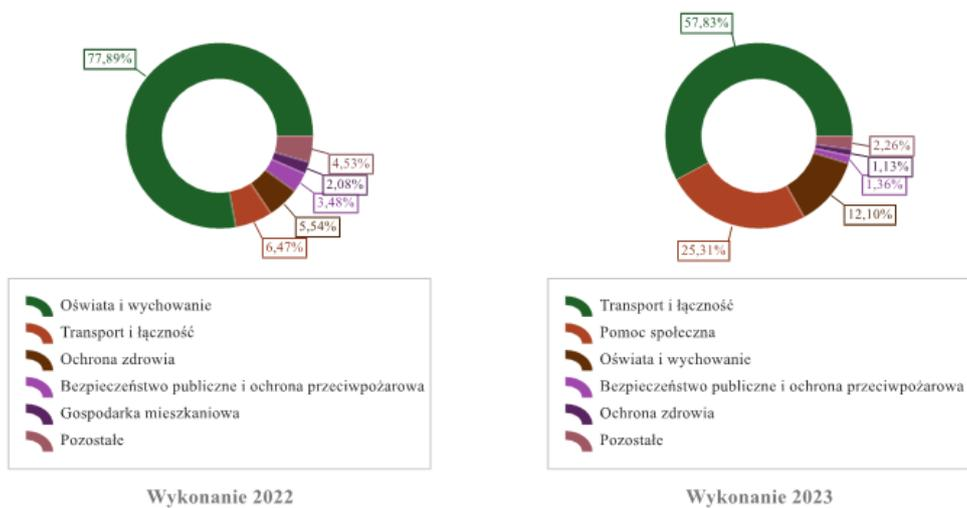 77,89%
4,53%
2,08%
3,48%
5,54%
6,47%
Oświata i wychowanie
Transport i łączność
Ochrona zdrowia
Bezpieczeństwo publiczne i ochrona przeciwpożarowa
Gospodarka mieszkaniowa
Pozostałe
Wykonanie 2022
57,83%
2,26%
1,13%
1,36%
12,10%
25,31%
Transport i łączność
Pomoc społeczna
Oświata i wychowanie
Bezpieczeństwo publiczne i ochrona przeciwpożarowa
Ochrona zdrowia
Pozostałe
Wykonanie 2023